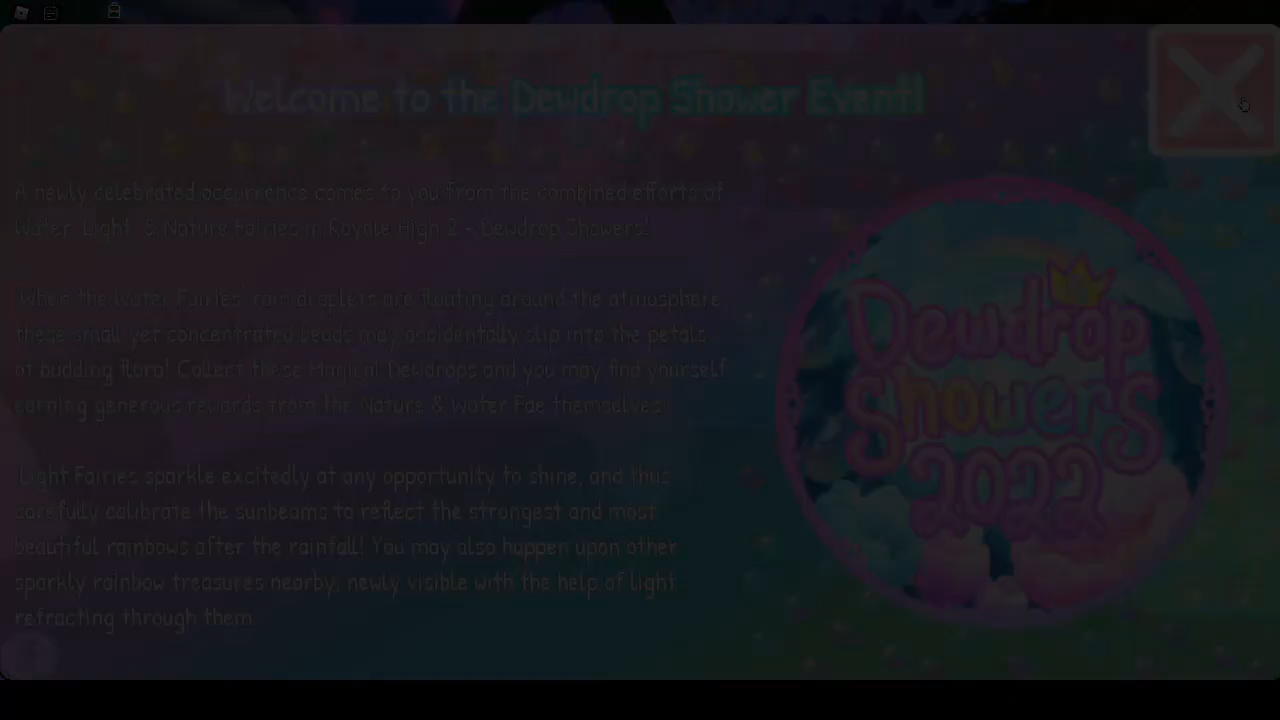 Welcome to the Dewdrop Shower Event!
A newly celebrated occurrence comes to you from the combined efforts of
Water, Light, & Nature Fairies in Royale High 2 - Dewdrop Showers!
When the Water Fairies' rain droplets are floating around the atmosphere
these small yet concentrated beads may accidentally slip into the petals
of budding flora! Collect these Magical Dewdrops and you may find yourself
earning generous rewards from the Nature & Water Fae themselves!
Light Fairies sparkle excitedly at any opportunity to shine, and thus
carefully calibrate the sunbeams to reflect the strongest and most
beautiful rainbows after the rainfall! You may also happen upon other
sparkly rainbow treasures nearby, newly visible with the help of light
refracting through them.
Dewdrop
Showers
2022